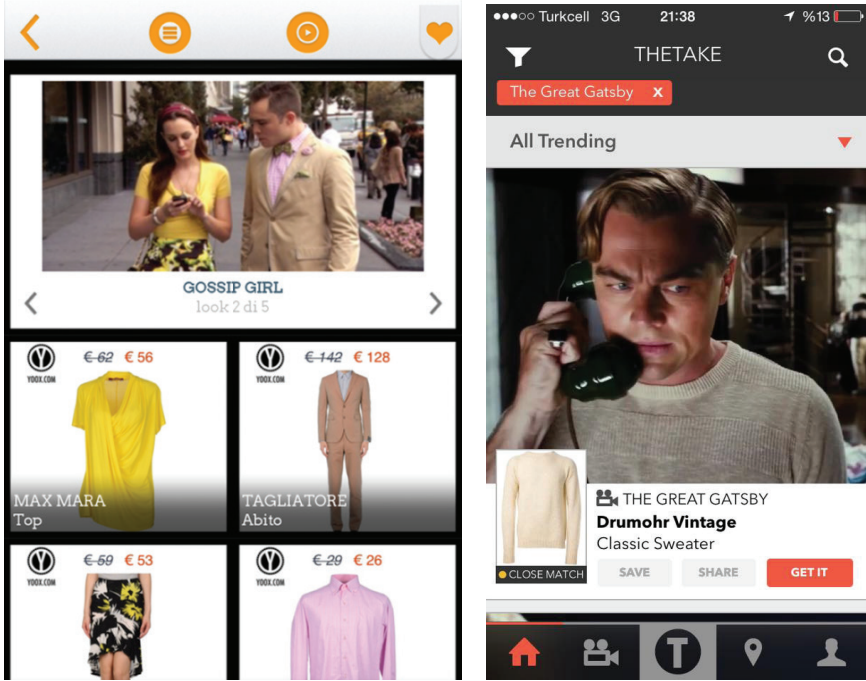 GOSSIP GIRL
look 2 di 5
YOOX.COM
€ 62 € 56
MAX MARA
Top
YOOX.COM
€ 142 € 128
TAGLIATORE
Abito
YOOX.COM
€ 59 € 53
YOOX.COM
€ 29 € 26
Turkcell 3G 21:38 %13
THETAKE
The Great Gatsby X
All Trending
THE GREAT GATSBY
Drumohr Vintage
Classic Sweater
CLOSE MATCH
SAVE SHARE GET IT
T